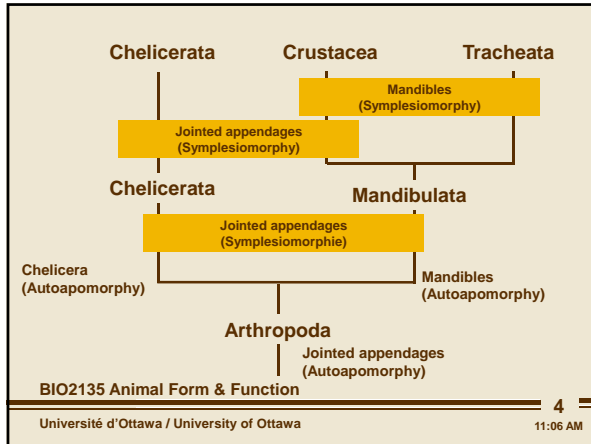 Chelicerata Crustacea Tracheata
Mandibles
(Symplesiomorphy)
Jointed appendages
(Symplesiomorphy)
Chelicerata Mandibulata
Jointed appendages
(Symplesiomorphie)
Chelicera
(Autoapomorphy)
Mandibles
(Autoapomorphy)
Arthropoda
Jointed appendages
(Autoapomorphy)
BIO2135 Animal Form & Function
4
Université d'Ottawa / University of Ottawa
11:06 AM